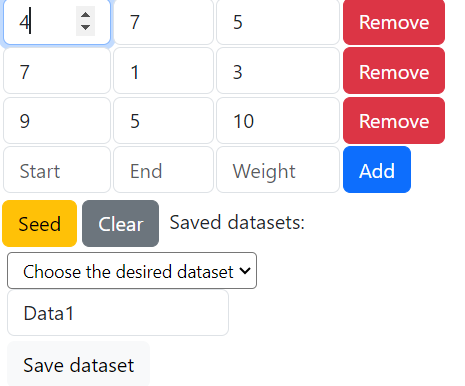 4 7 5 Remove
7 1 3 Remove
9 5 10 Remove
Start End Weight Add
Seed Clear Saved datasets:
Choose the desired dataset
Data1
Save dataset